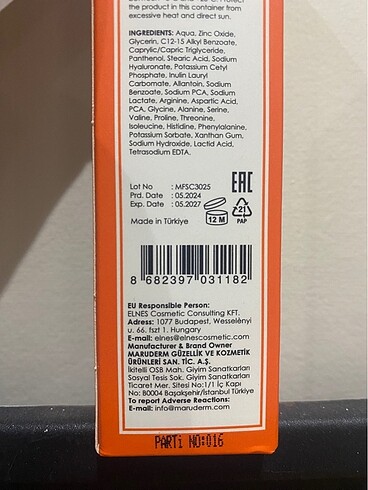 the product in this container from
excessive heat and direct sun.
INGREDIENTS: Aqua, Zinc Oxide,
Glycerin, C12-15 Alkyl Benzoate,
Caprylic/Capric Triglyceride,
Panthenol, Stearic Acid, Sodium
Hyaluronate, Potassium Cetyl
Phosphate, Inulin Lauryl
Carbomate, Allantoin, Sodium
Benzoate, Sodium PCA, Sodium
Lactate, Arginine, Aspartic Acid,
PCA, Glycine, Alanine, Serine,
Valine, Proline, Threonine,
Isoleucine, Histidine, Phenylalanine,
Potassium Sorbate, Xanthan Gum,
Sodium Hydroxide, Lactid Acid,
Tetrasodium EDTA.
Lot No : MFSC3025
Prd. Date : 05.2024
Exp. Date : 05.2027
Made in Türkiye
EAC
12 M
21
PAP
8 682397 031182
EU Responsible Person:
ELNES Cosmetic Consulting KFT.
Adress: 1077 Budapest, Wesselényi
u. 66. fszt 1. Hungary
E-mail: elnes@elnescosmetic.com
Manufacturer & Brand Owner
MARUDERM GÜZELLİK VE KOZMETİK
ÜRÜNLERİ SAN. TİC. A.Ş.
İkitelli OSB Mah. Giyim Sanatkarları
Sosyal Tesis Sok. Giyim Sanatkarları
Ticaret Mer. Sitesi No:1/1 İç Kapı
No: B0004 Başakşehir/İstanbul Türkiye
To report Adverse Reactions:
E-mail: info@maruderm.com
PARTi NO:016